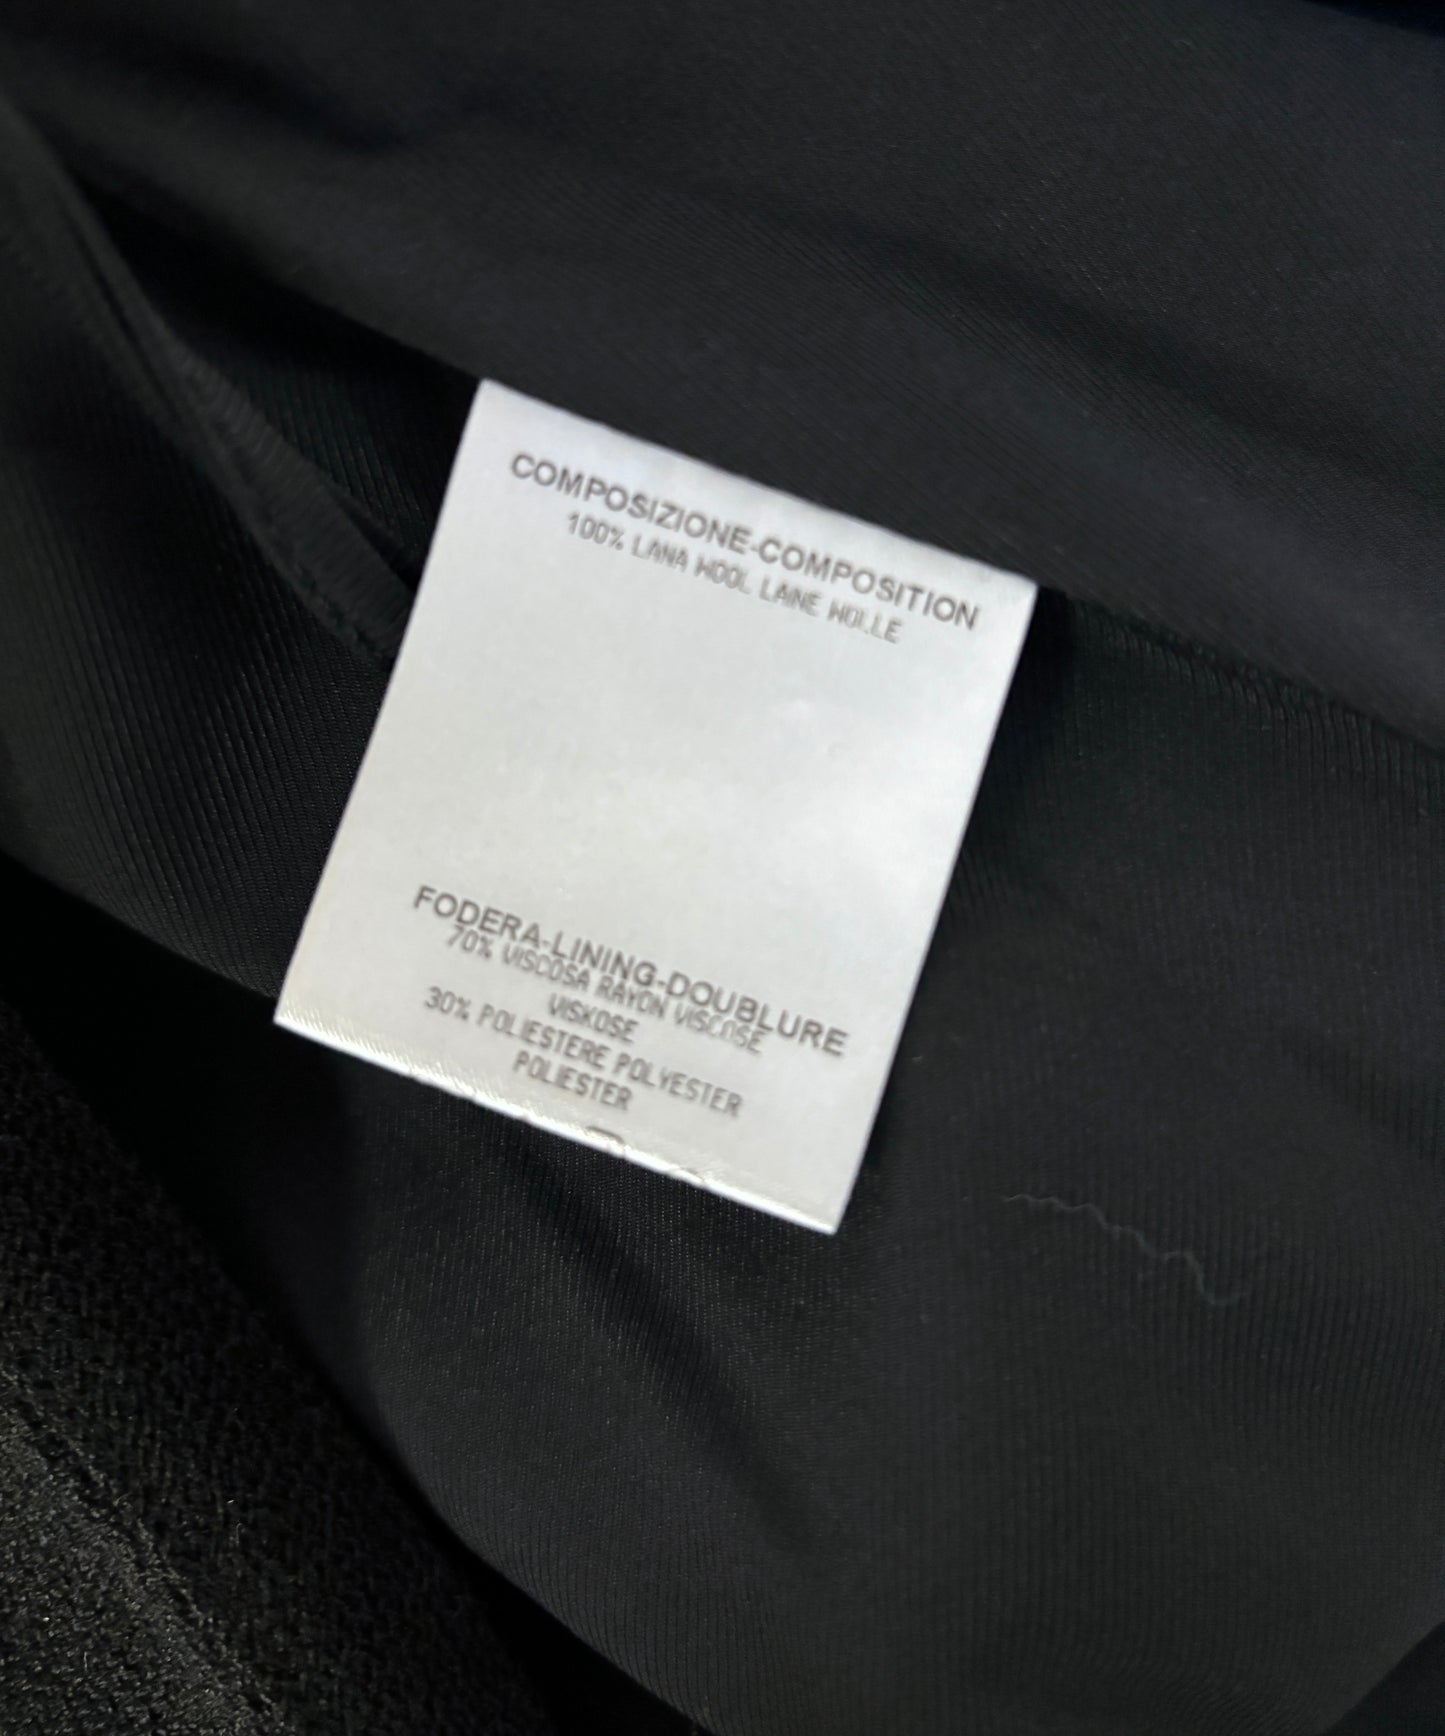 COMPOSIZIONE-COMPOSITION
100% LANA WOOL LAINE WOLLE
FODERA-LINING-DOUBLURE
70% VISCOSA RAYON VISCOSE
VISKOSE
30% POLIESTERE POLYESTER
POLIESTER